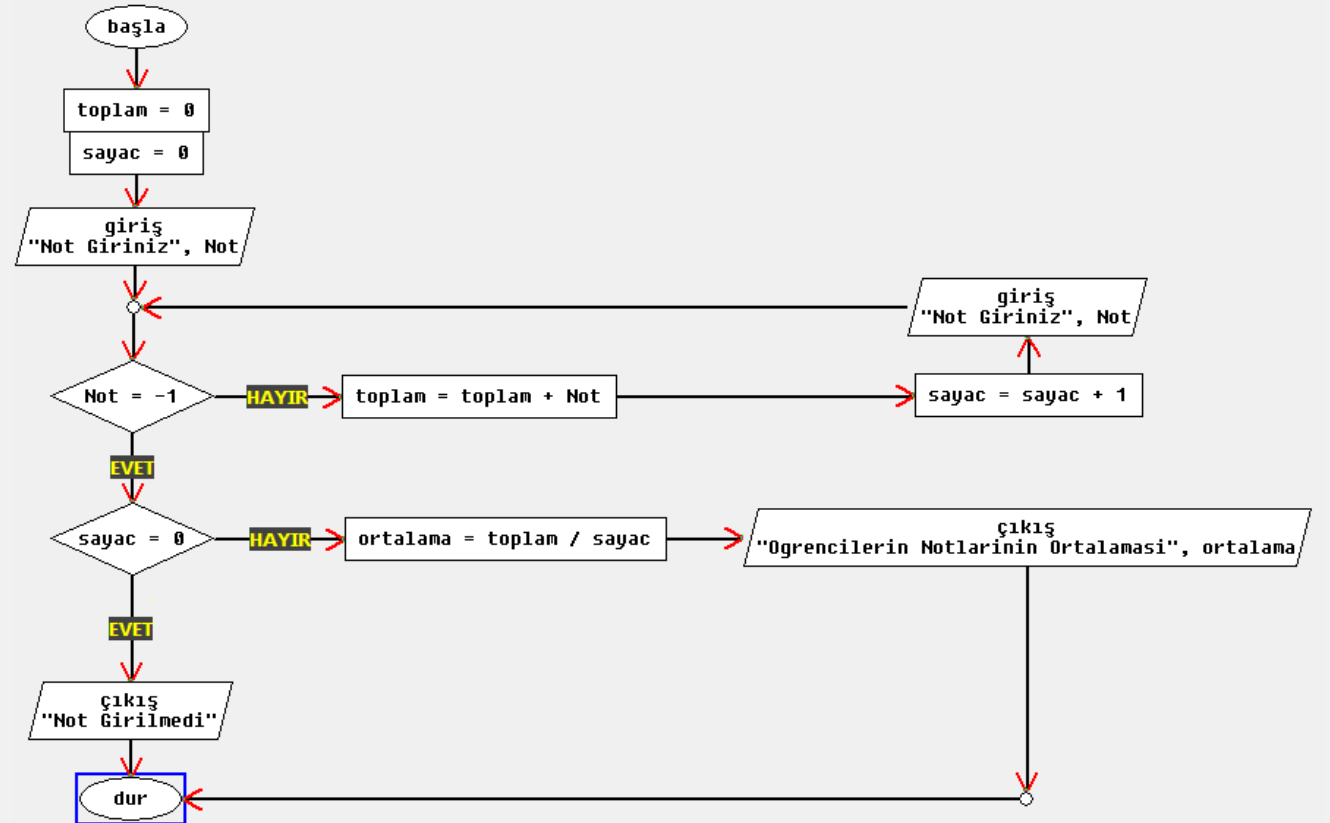 başla
toplam = 0
sayac = 0
giriş
"Not Giriniz", Not
giriş
"Not Giriniz", Not
Not = -1
HAYIR
toplam = toplam + Not
sayac = sayac + 1
EVET
sayac = 0
HAYIR
ortalama = toplam / sayac
çıkış
"Ogrencilerin Notlarinin Ortalamasi", ortalama
EVET
çıkış
"Not Girilmedi"
dur